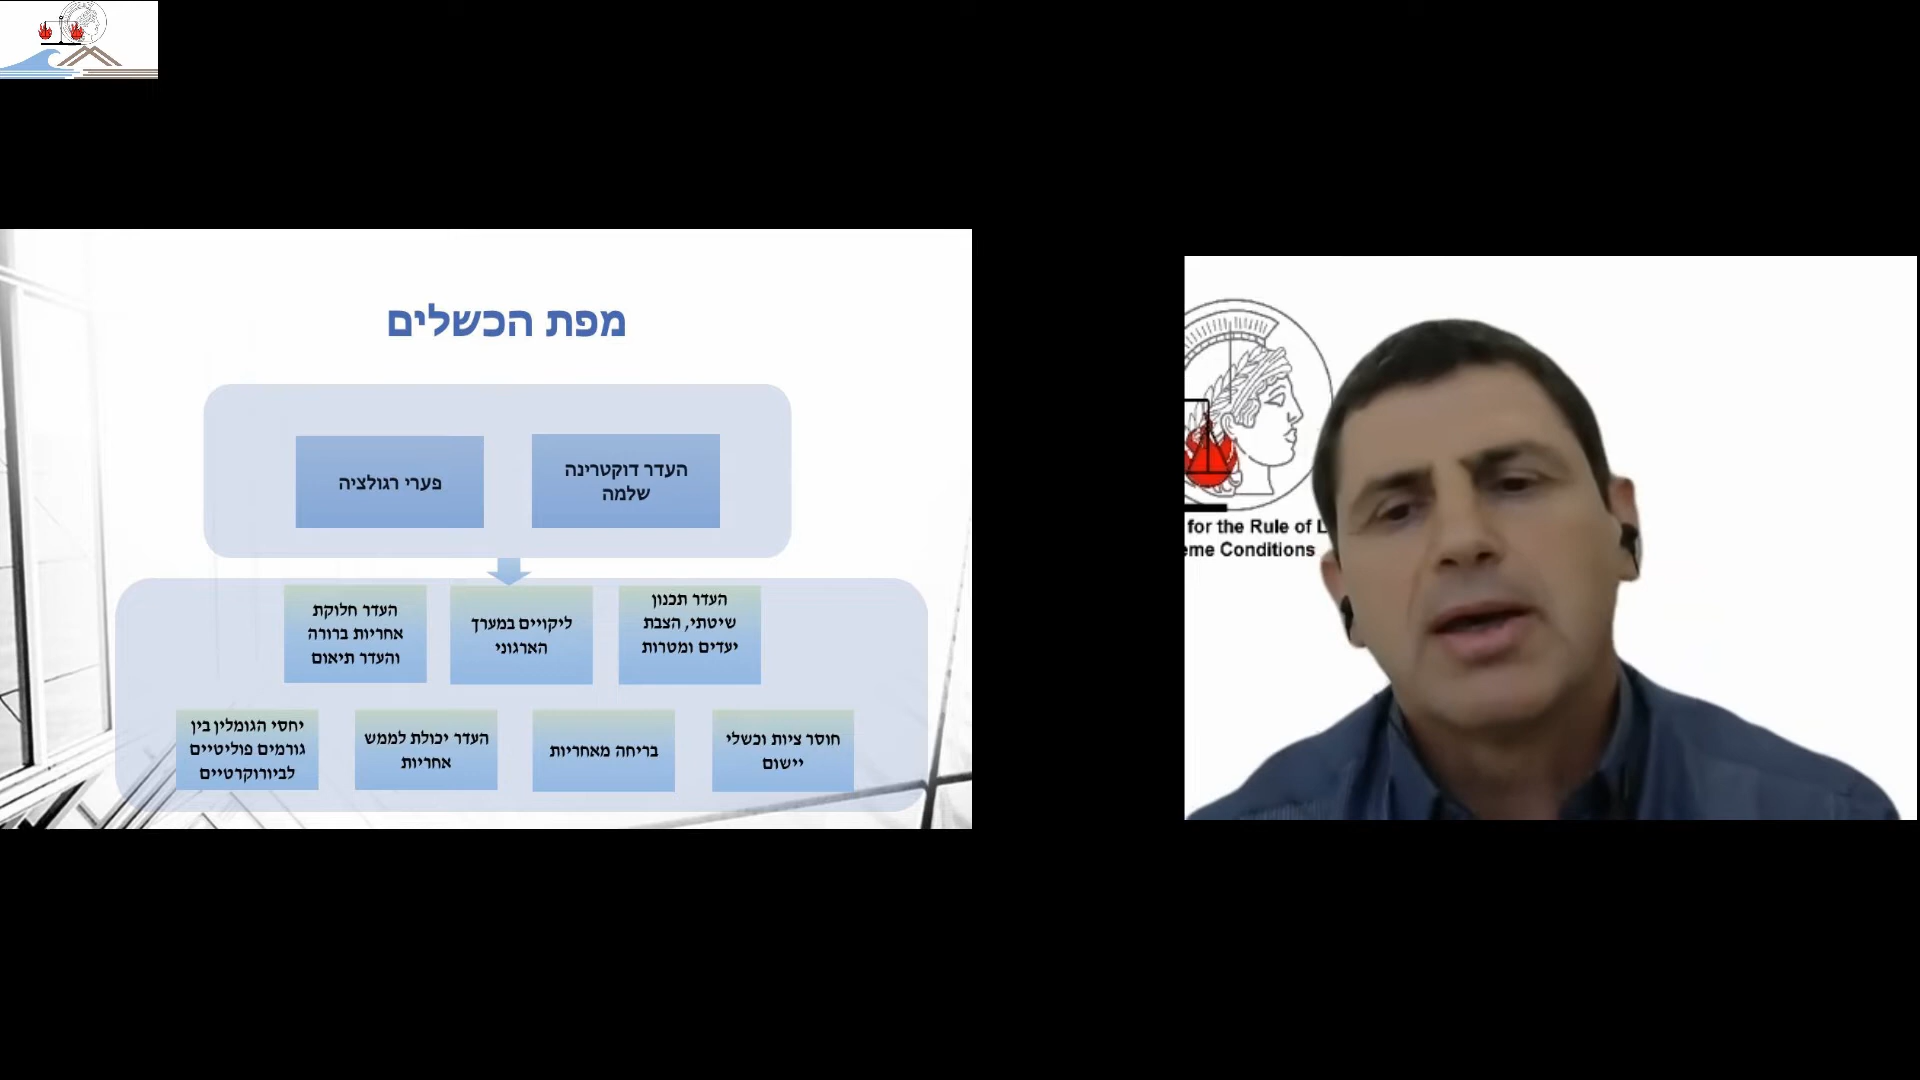 מפת הכשלים
העדר דוקטרינה
שלמה
פערי רגולציה
העדר תכנון
שיטתי, הצבת
יעדים ומטרות
ליקויים במערך
הארגוני
העדר חלוקת
אחריות ברורה
והעדר תיאום
חוסר ציות וכשלי
יישום
בריחה מאחריות
העדר יכולת לממש
אחריות
יחסי הגומלין בין
גורמים פוליטיים
לביורוקרטיים
for the Rule of L
eme Conditions